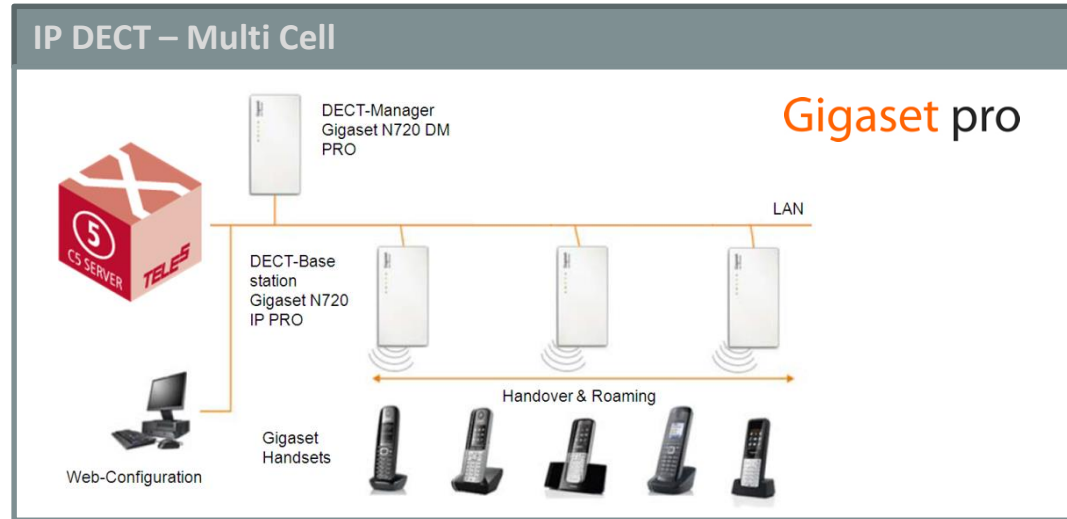 IP DECT – Multi Cell
DECT-Manager
Gigaset N720 DM
PRO
Gigaset pro
LAN
5
C5 SERVER
TELES
DECT-Base
station
Gigaset N720
IP PRO
Handover & Roaming
Gigaset
Handsets
Web-Configuration